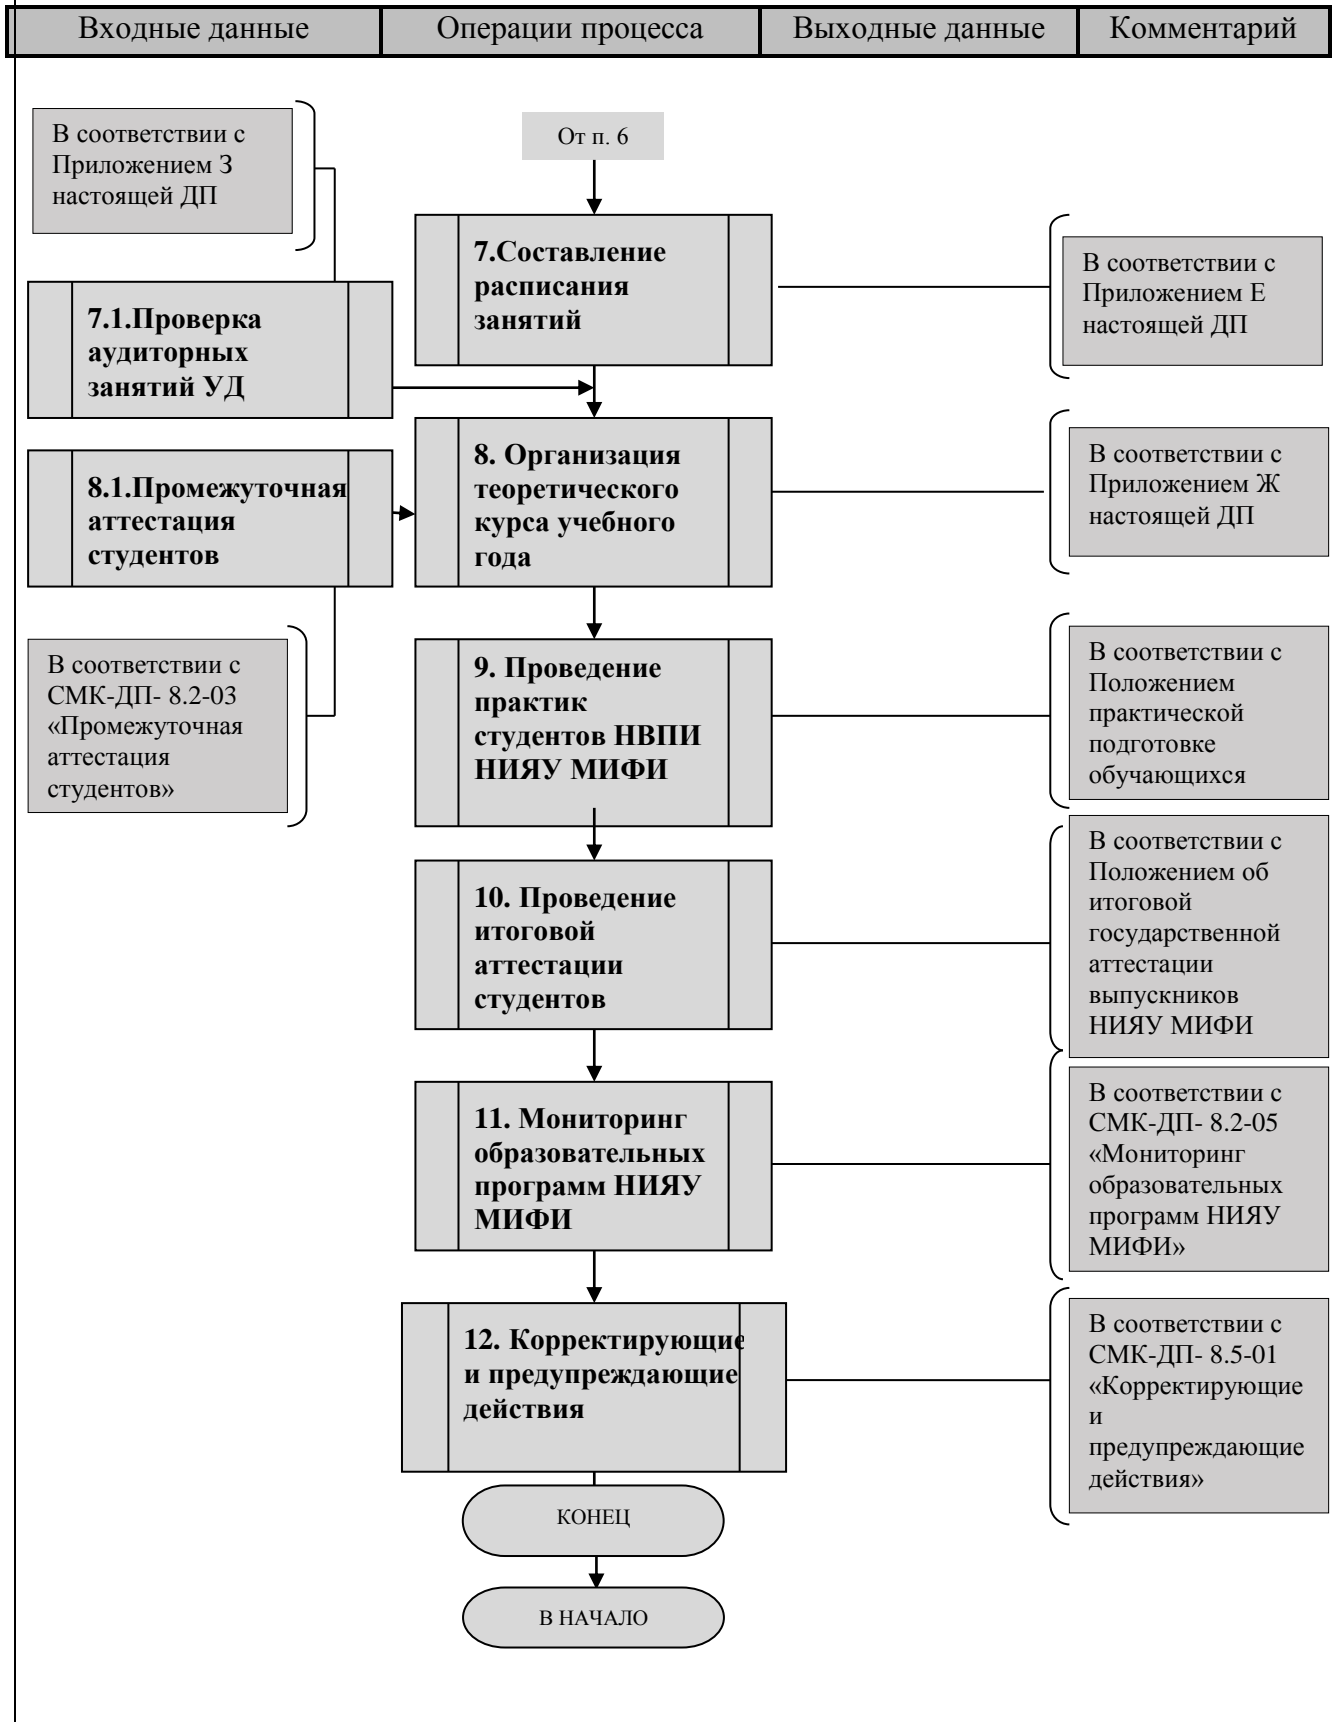 Входные данные
Операции процесса
Выходные данные
Комментарий
В соответствии с
Приложением З
настоящей ДП
От п. 6
7.Составление
расписания
занятий
В соответствии с
Приложением Е
настоящей ДП
7.1.Проверка
аудиторных
занятий УД
8. Организация
теоретического
курса учебного
года
В соответствии с
Приложением Ж
настоящей ДП
8.1.Промежуточная
аттестация
студентов
В соответствии с
СМК-ДП- 8.2-03
«Промежуточная
аттестация
студентов»
9. Проведение
практик
студентов НВПИ
НИЯУ МИФИ
В соответствии с
Положением
практической
подготовке
обучающихся
10. Проведение
итоговой
аттестации
студентов
В соответствии с
Положением об
итоговой
государственной
аттестации
выпускников
НИЯУ МИФИ
11. Мониторинг
образовательных
программ НИЯУ
МИФИ
В соответствии с
СМК-ДП- 8.2-05
«Мониторинг
образовательных
программ НИЯУ
МИФИ»
12. Корректирующие
и предупреждающие
действия
В соответствии с
СМК-ДП- 8.5-01
«Корректирующие
и
предупреждающие
действия»
КОНЕЦ
В НАЧАЛО